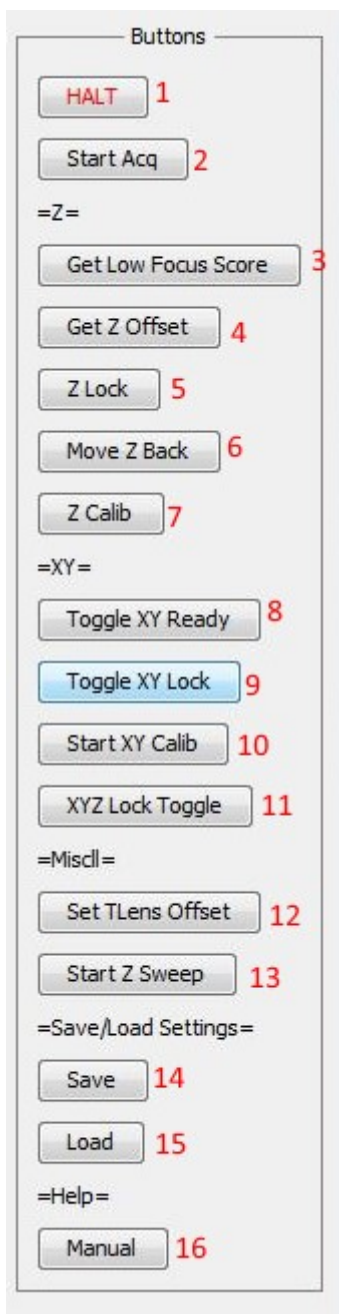 Buttons
HALT 1
Start Acq 2
=Z=
Get Low Focus Score 3
Get Z Offset 4
Z Lock 5
Move Z Back 6
Z Calib 7
=XY=
Toggle XY Ready 8
Toggle XY Lock 9
Start XY Calib 10
XYZ Lock Toggle 11
=Miscll=
Set TLens Offset 12
Start Z Sweep 13
=Save/Load Settings=
Save 14
Load 15
=Help=
Manual 16